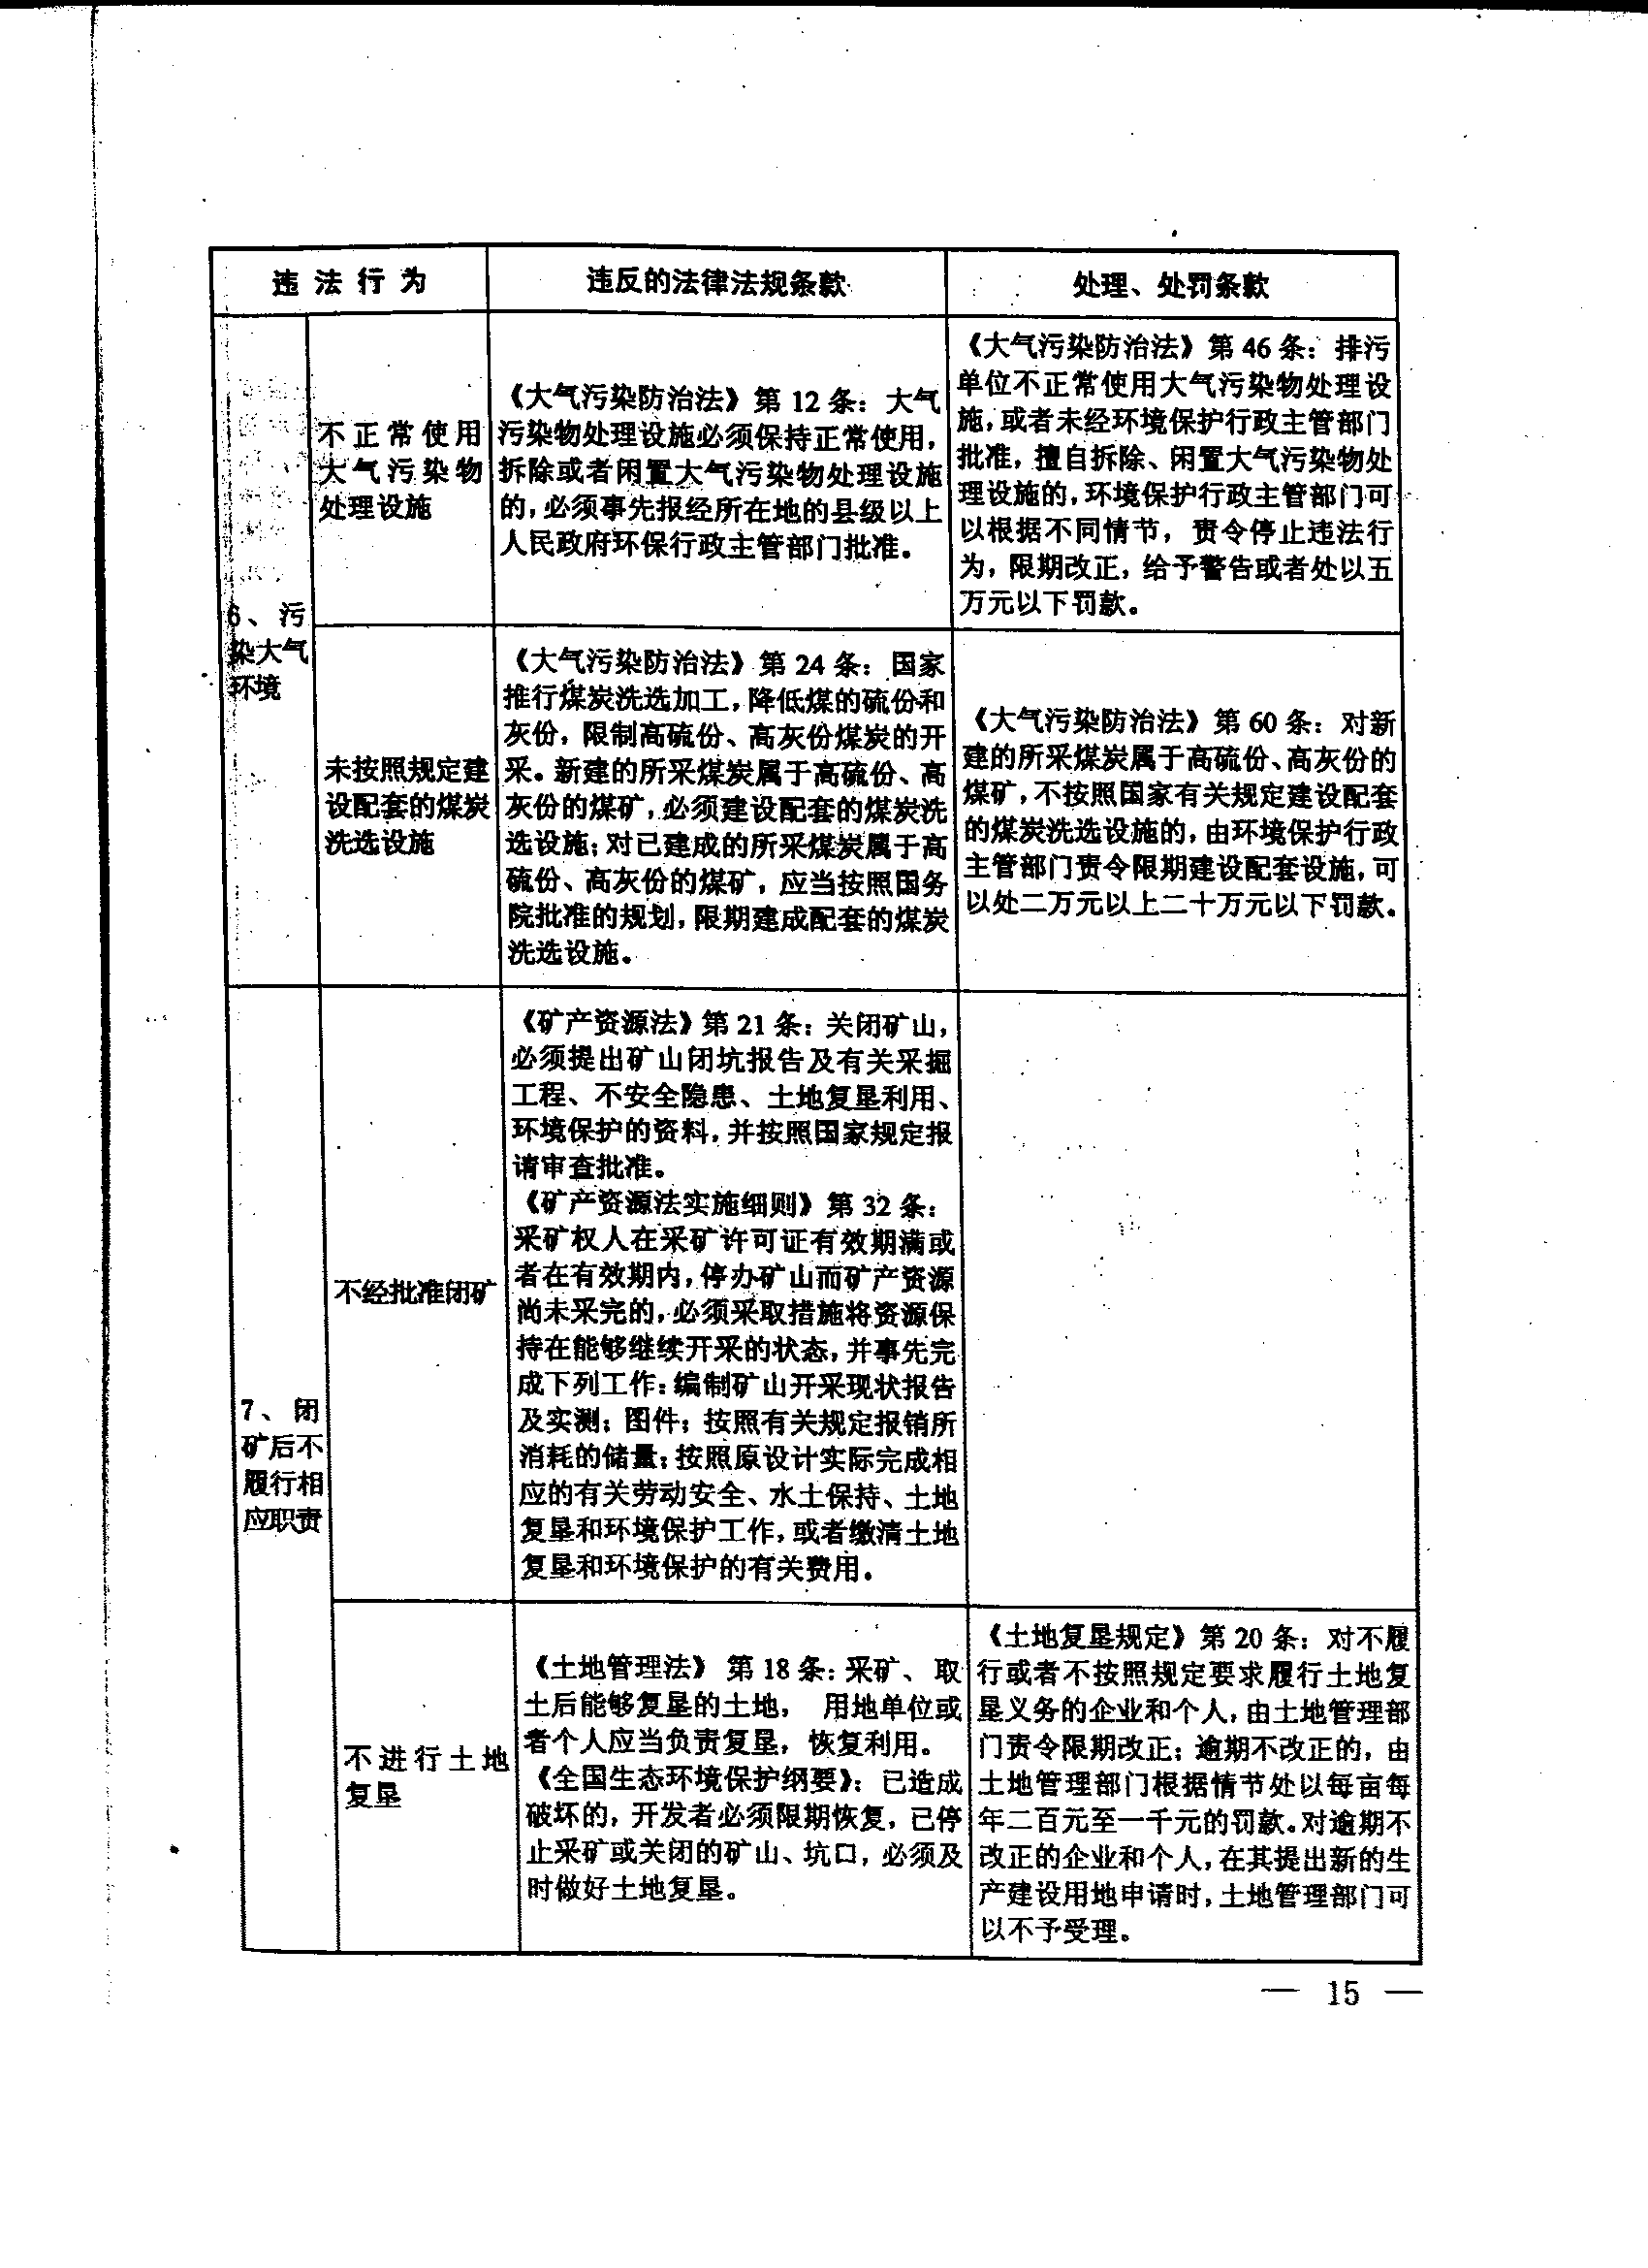 违 法 行 为
违反的法律法规条款
处理、处罚条款
6、污
染大气
环境
不正常使用
大气污染物
处理设施
《大气污染防治法》第 12 条：大气
污染物处理设施必须保持正常使用,
拆除或者闲置大气污染物处理设施
的，必须事先报经所在地的县级以上
人民政府环保行政主管部门批准。
《大气污染防治法》第 46 条：排污
单位不正常使用大气污染物处理设
施，或者未经环境保护行政主管部门
批准，擅自拆除、闲置大气污染物处
理设施的，环境保护行政主管部门可
以根据不同情节，责令停止违法行
为，限期改正，给予警告或者处以五
万元以下罚款。
未按照规定建
设配套的煤炭
洗选设施
《大气污染防治法》第 24 条：国家
推行煤炭洗选加工，降低煤的硫份和
灰份，限制高硫份、高灰份煤炭的开
采。新建的所采煤炭属于高硫份、高
灰份的煤矿，必须建设配套的煤炭洗
选设施；对已建成的所采煤炭属于高
硫份、高灰份的煤矿，应当按照国务
院批准的规划，限期建成配套的煤炭
洗选设施。
《大气污染防治法》第 60 条：对新
建的所采煤炭属于高硫份、高灰份的
煤矿，不按照国家有关规定建设配套
的煤炭洗选设施的，由环境保护行政
主管部门责令限期建设配套设施，可
以处二万元以上二十万元以下罚款。
7、闭
矿后不
履行相
应职责
不经批准闭矿
《矿产资源法》第 21 条：关闭矿山，
必须提出矿山闭坑报告及有关采掘
工程、不安全隐患、土地复垦利用、
环境保护的资料，并按照国家规定报
请审查批准。
《矿产资源法实施细则》第 32 条：
采矿权人在采矿许可证有效期满或
者在有效期内，停办矿山而矿产资源
尚未采完的，必须采取措施将资源保
持在能够继续开采的状态，并事先完
成下列工作：编制矿山开采现状报告
及实测；图件；按照有关规定报销所
消耗的储量；按照原设计实际完成相
应的有关劳动安全、水土保持、土地
复垦和环境保护工作，或者缴清土地
复垦和环境保护的有关费用。
不进行土地
复垦
《土地管理法》 第 18 条：采矿、取
土后能够复垦的土地， 用地单位或
者个人应当负责复垦，恢复利用。
《全国生态环境保护纲要》：已造成
破坏的，开发者必须限期恢复，已停
止采矿或关闭的矿山、坑口，必须及
时做好土地复垦。
《土地复垦规定》第 20 条：对不履
行或者不按照规定要求履行土地复
垦义务的企业和个人，由土地管理部
门责令限期改正；逾期不改正的，由
土地管理部门根据情节处以每亩每
年二百元至一千元的罚款。对逾期不
改正的企业和个人，在其提出新的生
产建设用地申请时，土地管理部门可
以不予受理。
— 15 —